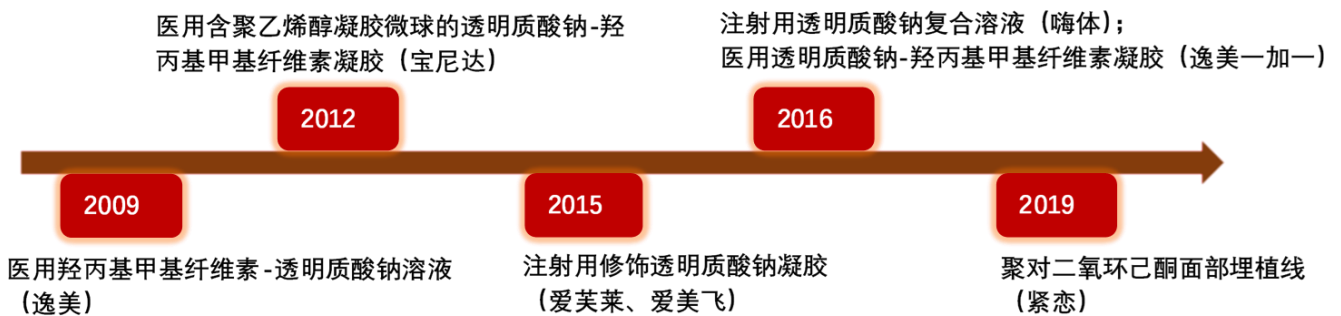 医用含聚乙烯醇凝胶微球的透明质酸钠-羟
丙基甲基纤维素凝胶（宝尼达）
注射用透明质酸钠复合溶液（嗨体）；
医用透明质酸钠-羟丙基甲基纤维素凝胶（逸美一加一）
2012
2016
2009
2015
2019
医用羟丙基甲基纤维素-透明质酸钠溶液
（逸美）
注射用修饰透明质酸钠凝胶
（爱芙莱、爱美飞）
聚对二氧环己酮面部埋植线
（紧恋）